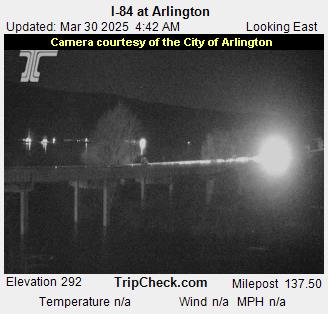 I-84 at Arlington
Updated: Mar 30 2025 4:42 AM Looking East
Camera courtesy of the City of Arlington
Elevation 292 TripCheck.com Milepost 137.50
Temperature n/a Wind n/a MPH n/a